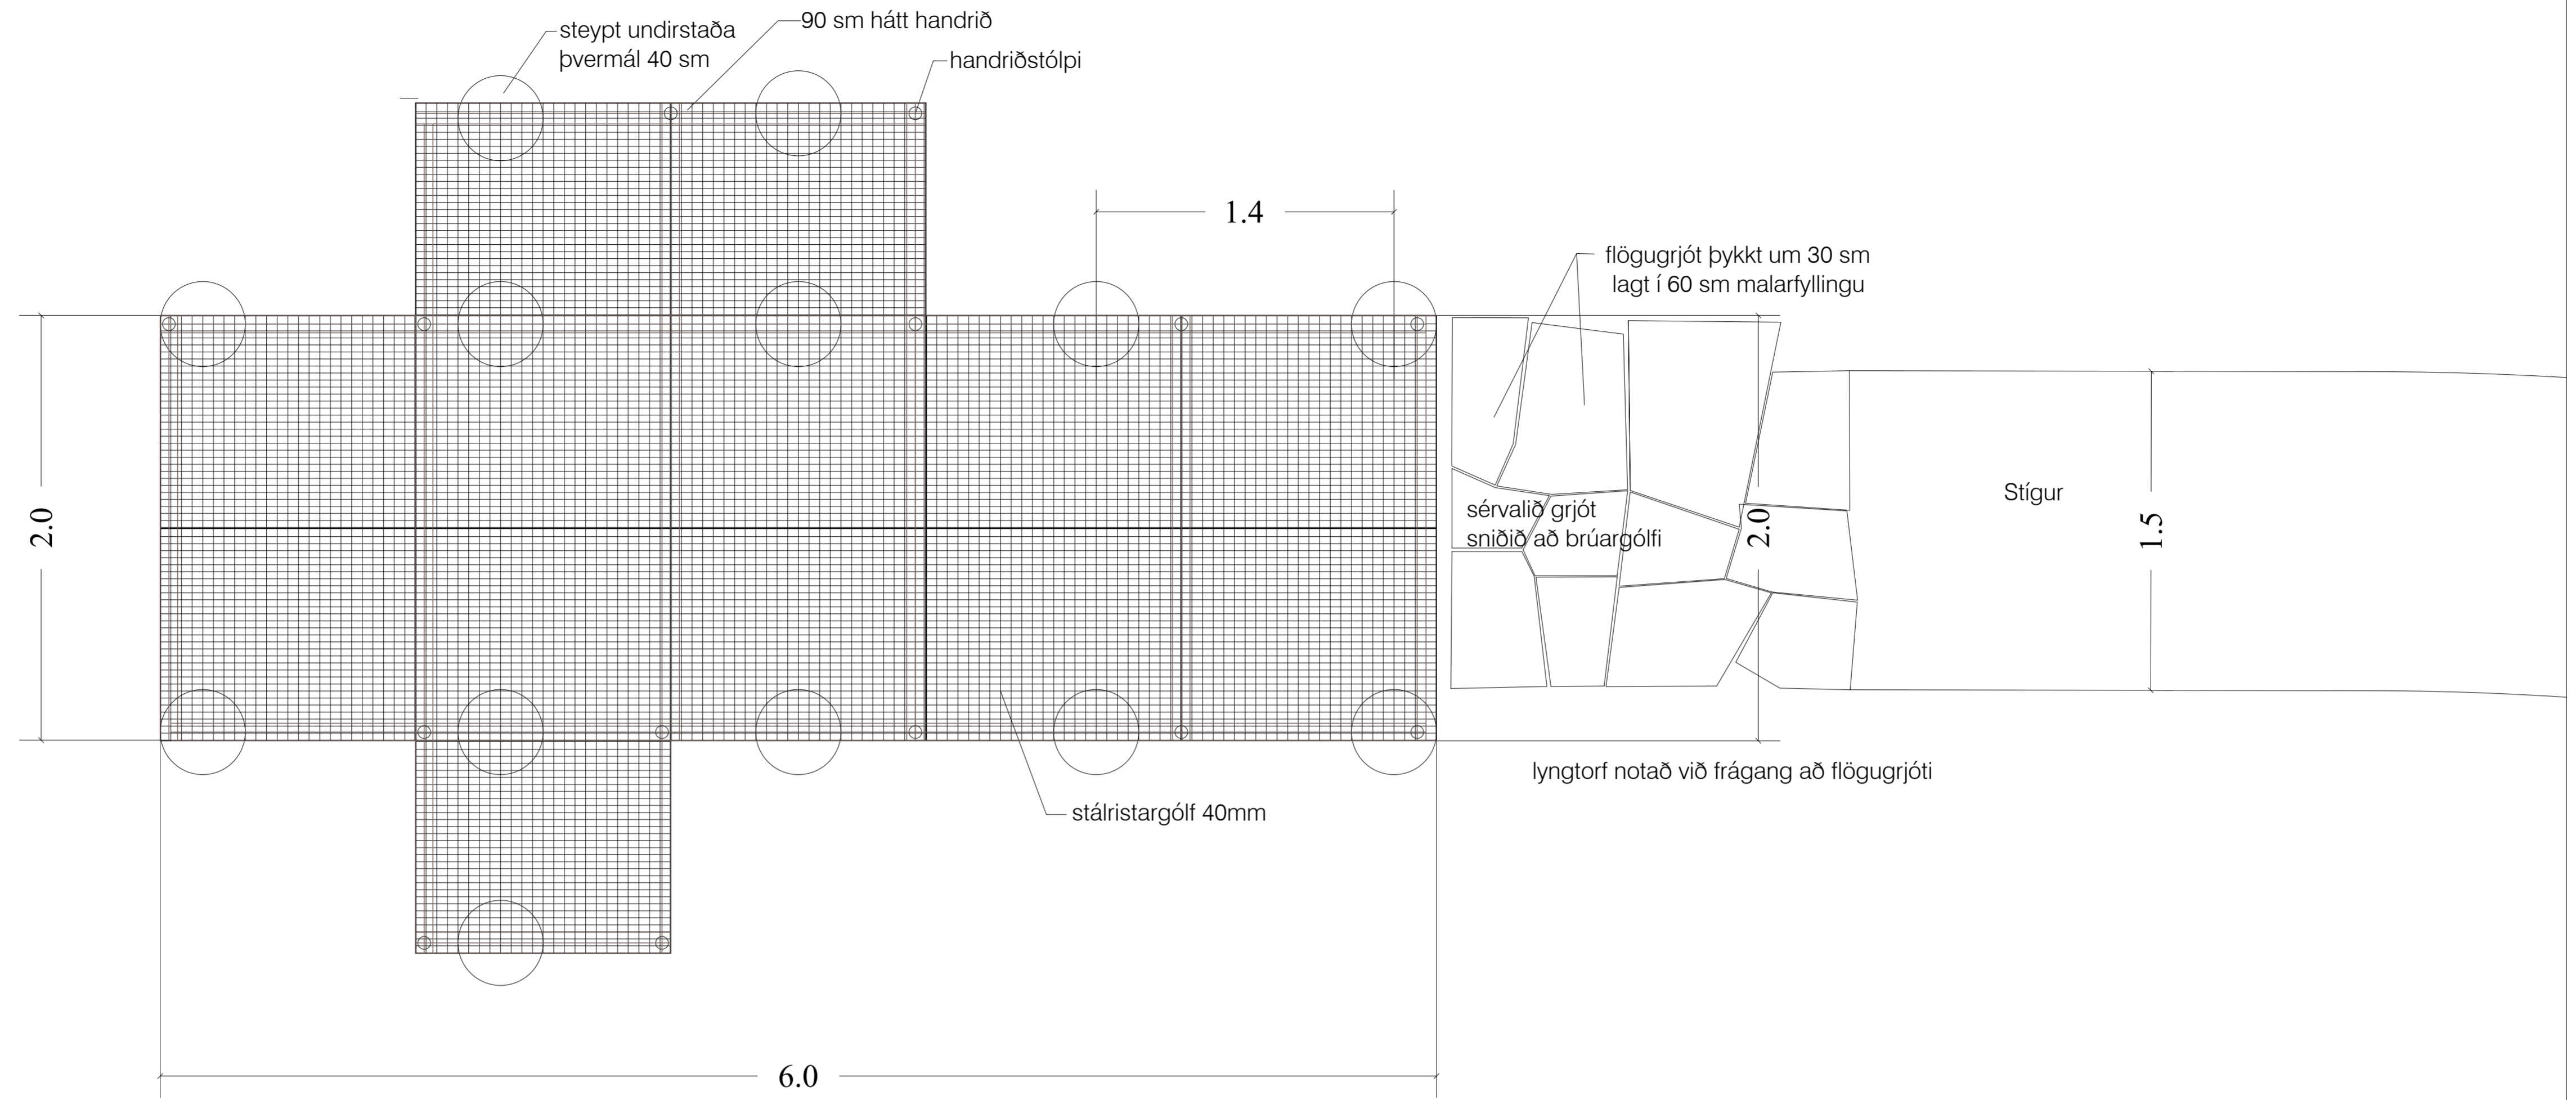 steypt undirstaða
þvermál 40 sm
90 sm hátt handrið
handriðstólpi
1.4
flögugrjót þykkt um 30 sm
lagt í 60 sm malarfyllingu
2.0
sérvalið grjót
sniðið að brúargólfi
2.0
Stígur
1.5
lyngtorf notað við frágang að flögugrjóti
stálristargólf 40mm
6.0